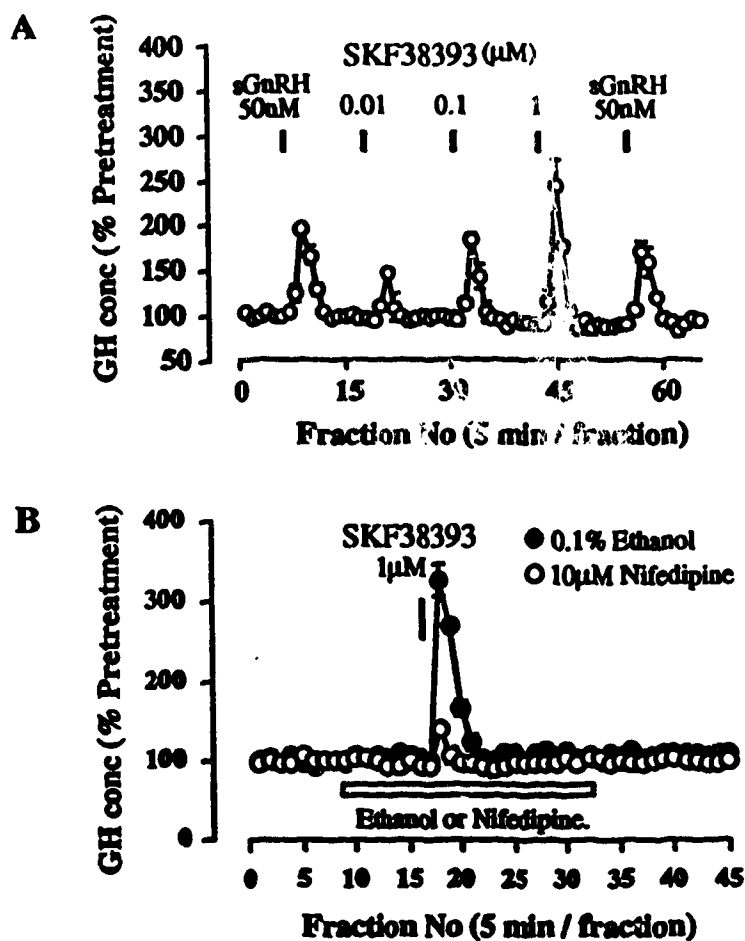 A
SKF38393 (µM)
sGnRH
50nM
0.01
0.1
1
sGnRH
50nM
GH conc (% Pretreatment)
400
350
300
250
200
150
100
50
0
15
30
45
60
Fraction No (5 min / fraction)
B
SKF38393
1µM
0.1% Ethanol
10µM Nifedipine
GH conc (% Pretreatment)
400
300
200
100
0
Ethanol or Nifedipine.
0
5
10
15
20
25
30
35
40
45
Fraction No (5 min / fraction)